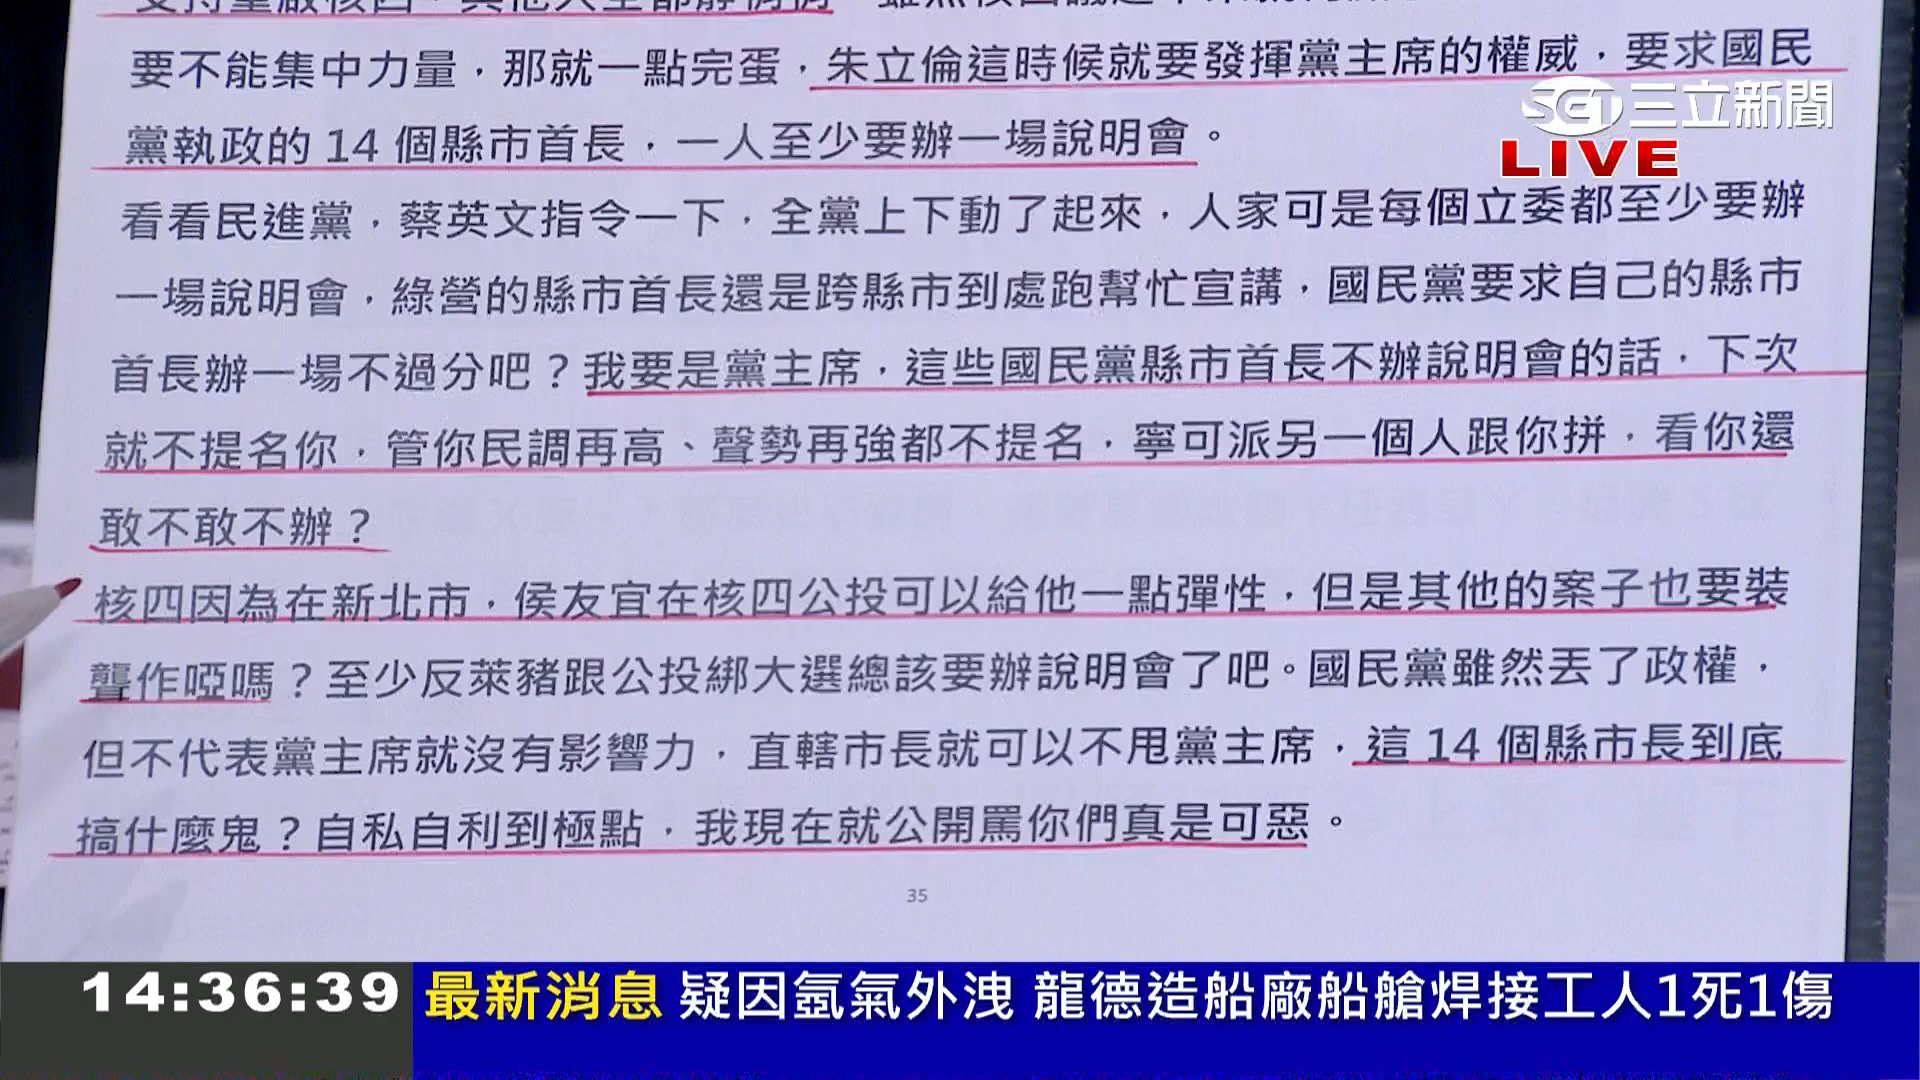 支持重啟核四，其他人全都靜悄悄
要不能集中力量，那就一點完蛋，朱立倫這時候就要發揮黨主席的權威，要求國民
黨執政的 14 個縣市首長，一人至少要辦一場說明會。
看看民進黨，蔡英文指令一下，全黨上下動了起來，人家可是每個立委都至少要辦
一場說明會，綠營的縣市首長還是跨縣市到處跑幫忙宣講，國民黨要求自己的縣市
首長辦一場不過分吧？我要是黨主席，這些國民黨縣市首長不辦說明會的話，下次
就不提名你，管你民調再高、聲勢再強都不提名，寧可派另一個人跟你拼，看你還
敢不敢不辦？
核四因為在新北市，侯友宜在核四公投可以給他一點彈性，但是其他的案子也要裝
聾作啞嗎？至少反萊豬跟公投綁大選總該要辦說明會了吧。國民黨雖然丟了政權，
但不代表黨主席就沒有影響力，直轄市長就可以不甩黨主席，這 14 個縣市長到底
搞什麼鬼？自私自利到極點，我現在就公開罵你們真是可惡。
35
SET三立新聞
LIVE
14:36:39 最新消息 疑因氬氣外洩 龍德造船廠船艙焊接工人1死1傷